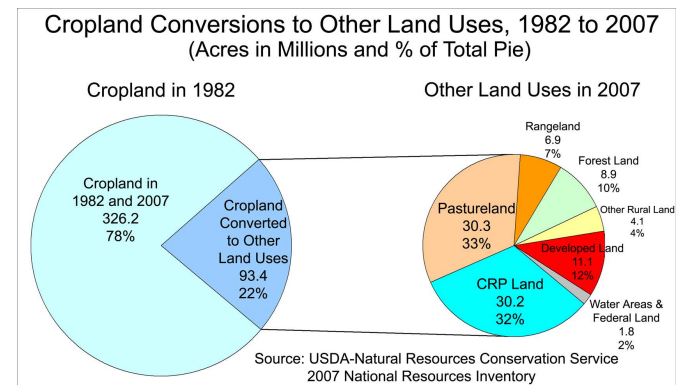 Cropland Conversions to Other Land Uses, 1982 to 2007
(Acres in Millions and % of Total Pie)
Cropland in 1982
Other Land Uses in 2007
Cropland in
1982 and 2007
326.2
78%
Cropland
Converted
to Other
Land Uses
93.4
22%
Rangeland
6.9
7%
Forest Land
8.9
10%
Other Rural Land
4.1
4%
Developed Land
11.1
12%
Water Areas &
Federal Land
1.8
2%
CRP Land
30.2
32%
Pastureland
30.3
33%
Source: USDA-Natural Resources Conservation Service
2007 National Resources Inventory